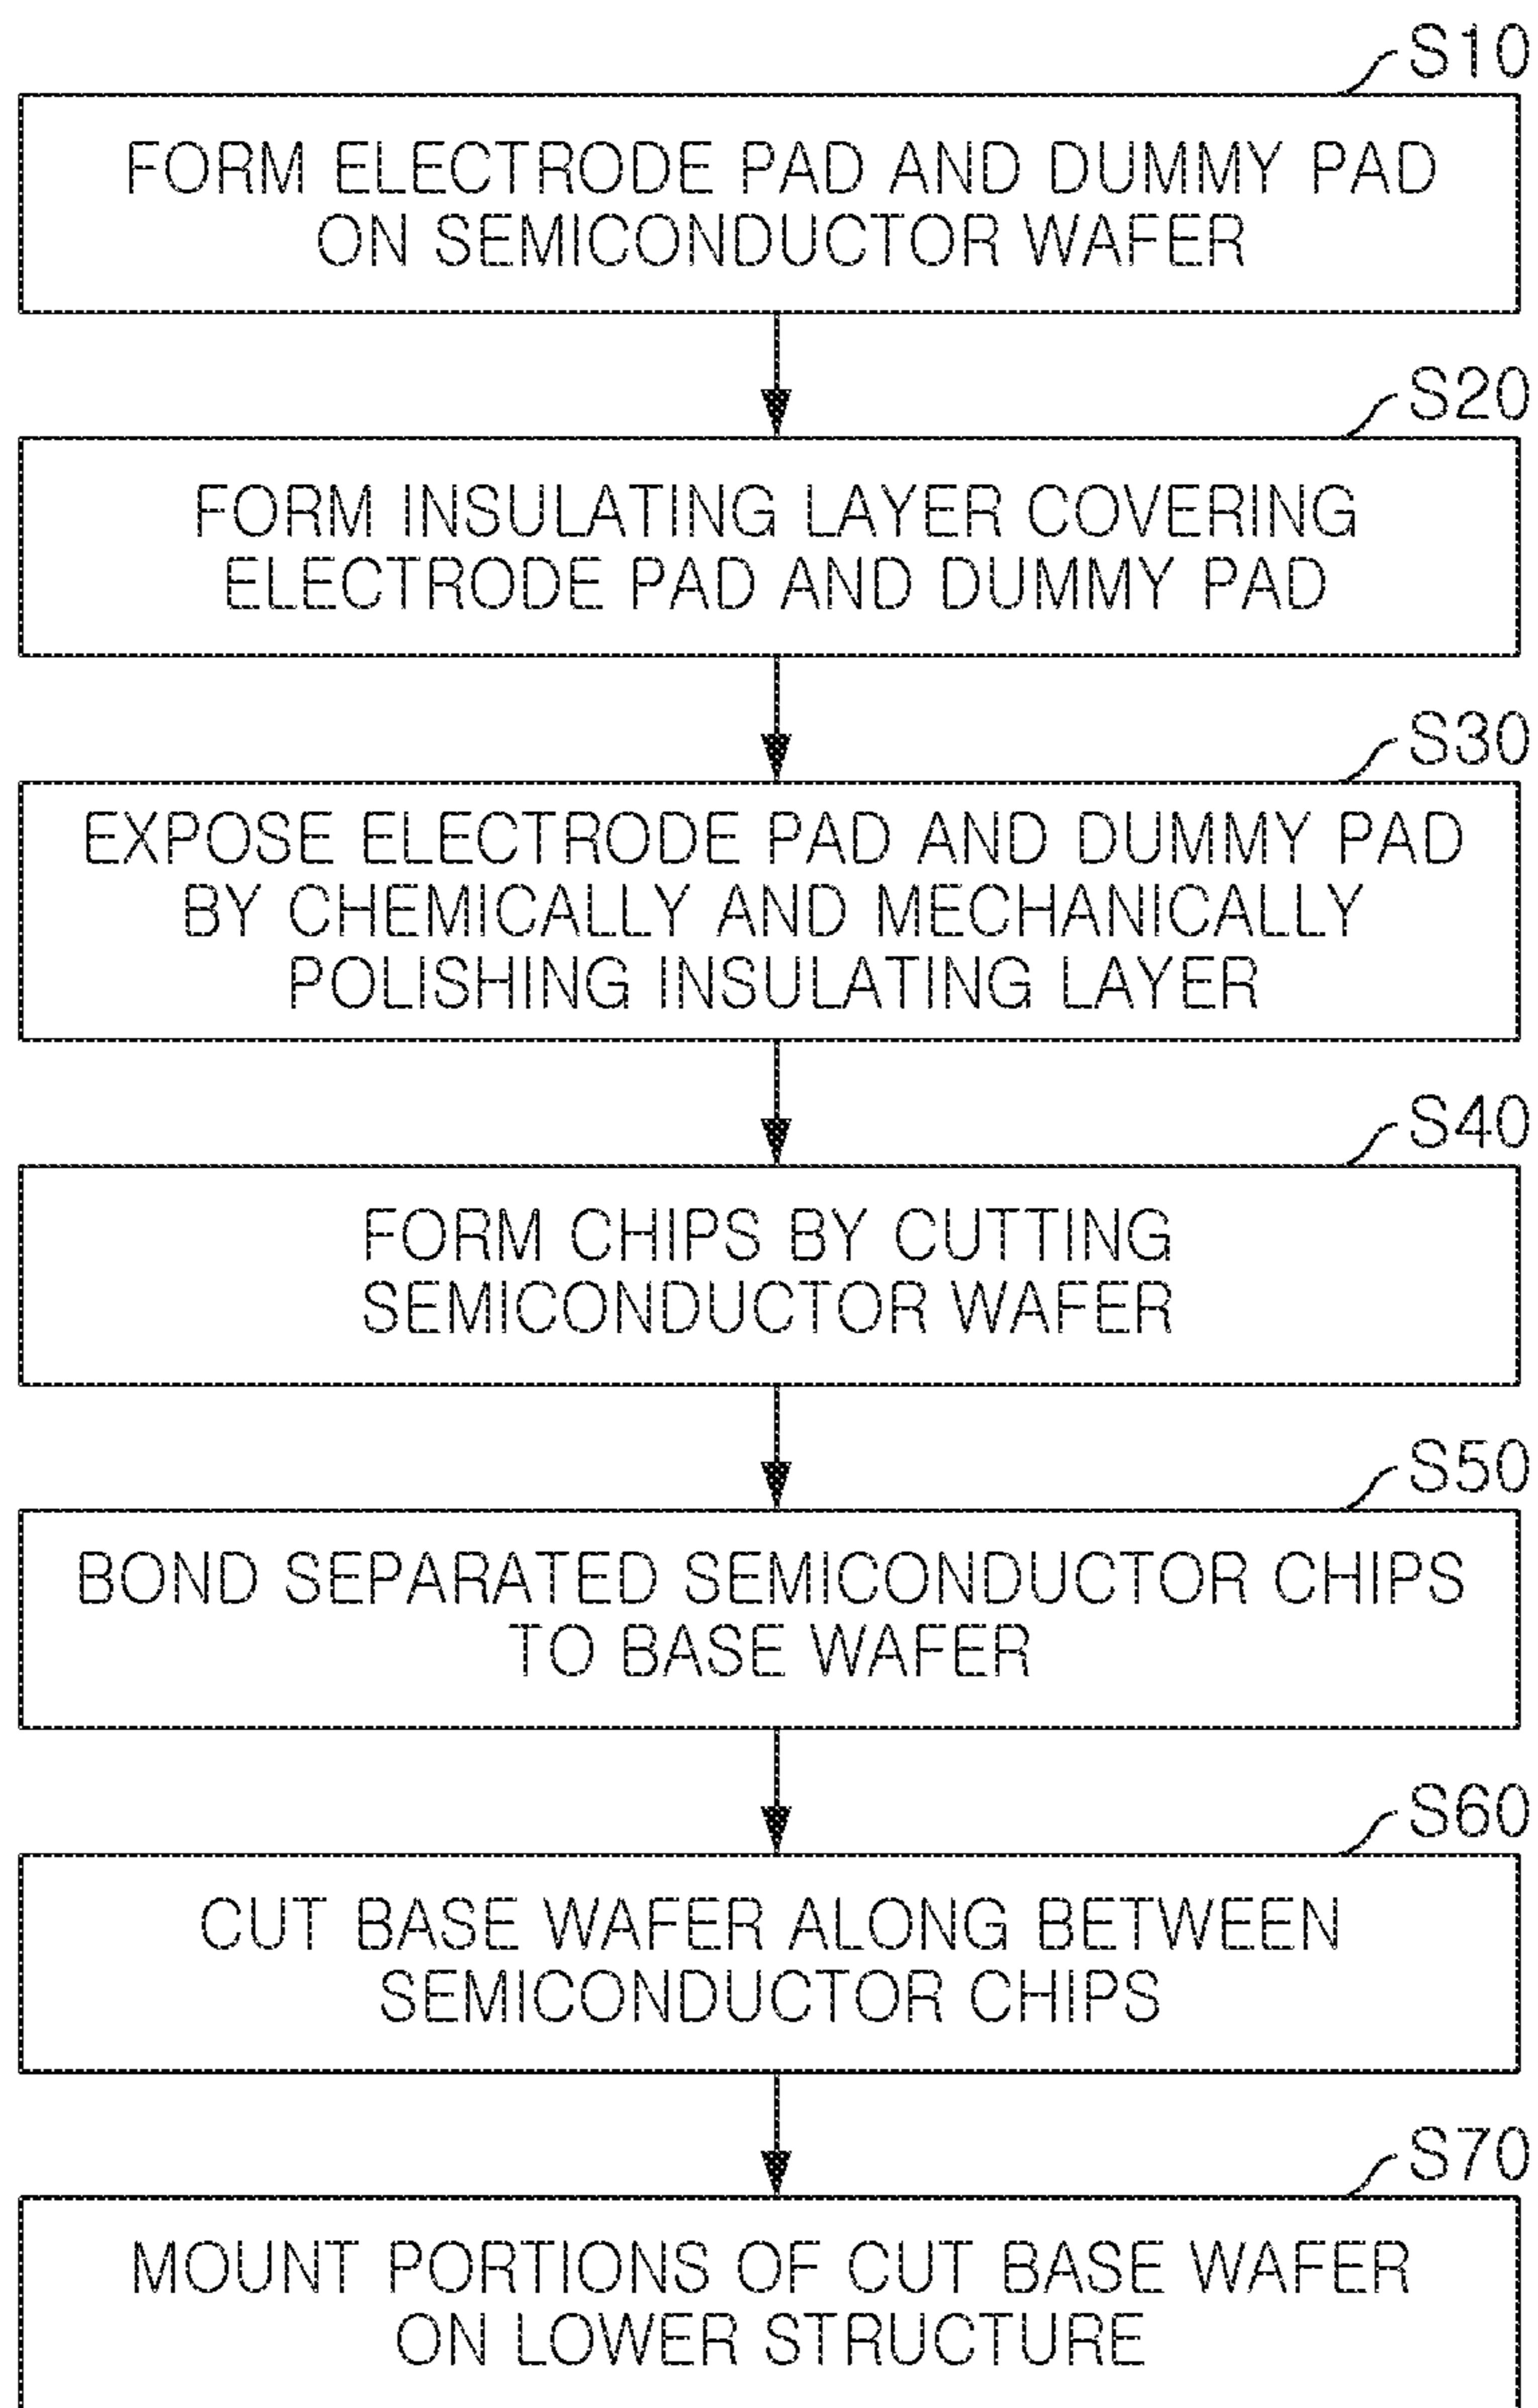 S10
FORM ELECTRODE PAD AND DUMMY PAD
ON SEMICONDUCTOR WAFER
S20
FORM INSULATING LAYER COVERING
ELECTRODE PAD AND DUMMY PAD
S30
EXPOSE ELECTRODE PAD AND DUMMY PAD
BY CHEMICALLY AND MECHANICALLY
POLISHING INSULATING LAYER
S40
FORM CHIPS BY CUTTING
SEMICONDUCTOR WAFER
S50
BOND SEPARATED SEMICONDUCTOR CHIPS
TO BASE WAFER
S60
CUT BASE WAFER ALONG BETWEEN
SEMICONDUCTOR CHIPS
S70
MOUNT PORTIONS OF CUT BASE WAFER
ON LOWER STRUCTURE